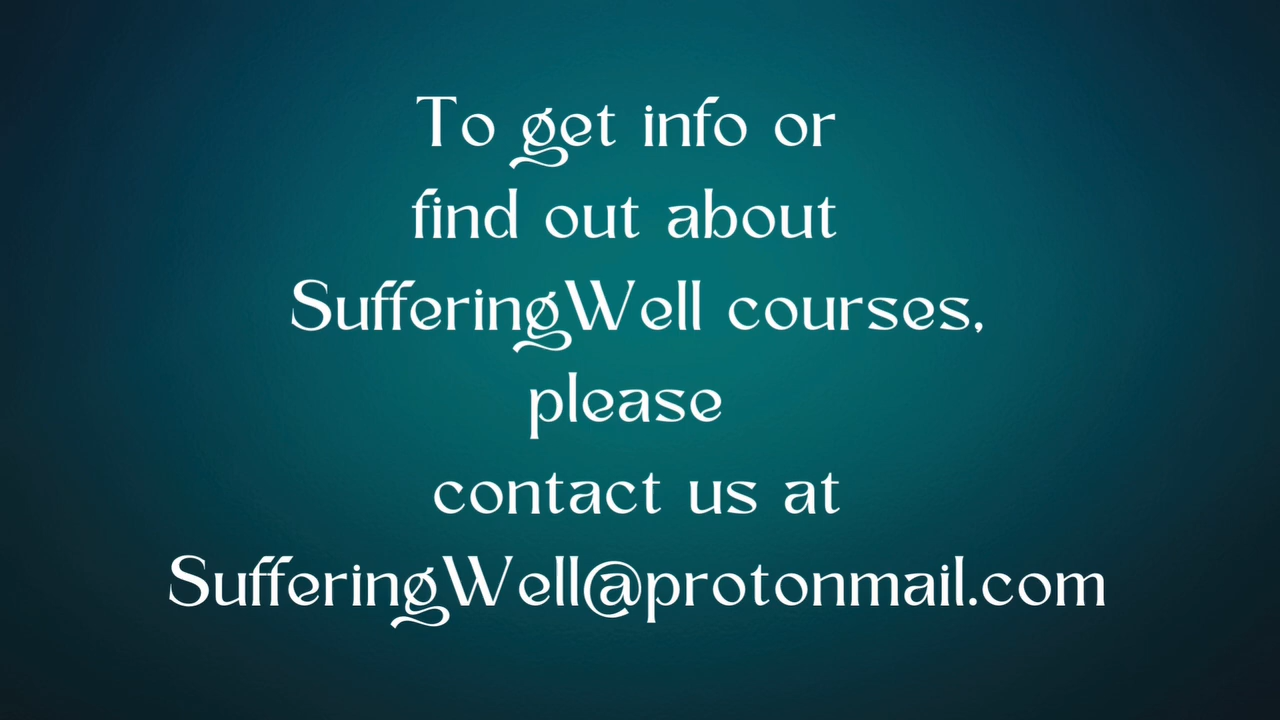 To get info or
find out about
SufferingWell courses,
please
contact us at
SufferingWell@protonmail.com